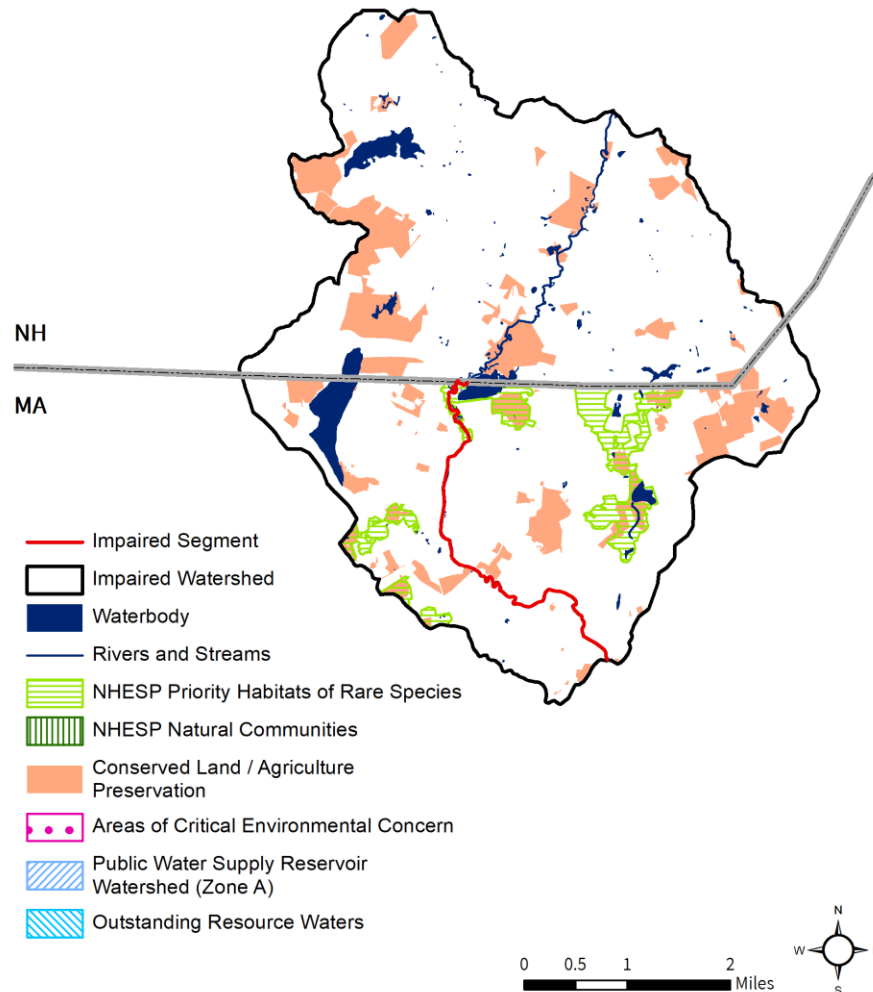 NH
MA
Impaired Segment
Impaired Watershed
Waterbody
Rivers and Streams
NHESP Priority Habitats of Rare Species
NHESP Natural Communities
Conserved Land / Agriculture
Preservation
Areas of Critical Environmental Concern
Public Water Supply Reservoir
Watershed (Zone A)
Outstanding Resource Waters
N
W
S
0 0.5 1 2
Miles